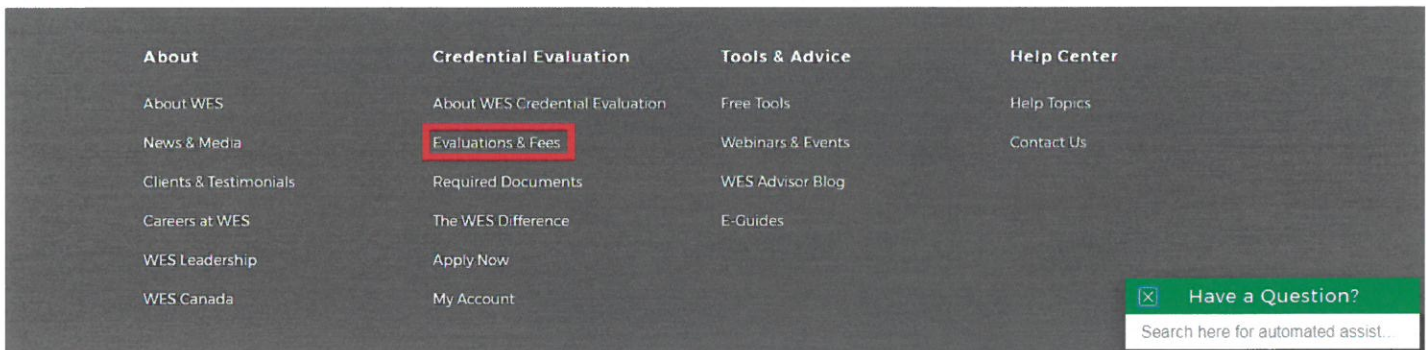 About
About WES
News & Media
Clients & Testimonials
Careers at WES
WES Leadership
WES Canada
Credential Evaluation
About WES Credential Evaluation
Evaluations & Fees
Required Documents
The WES Difference
Apply Now
My Account
Tools & Advice
Free Tools
Webinars & Events
WES Advisor Blog
E-Guides
Help Center
Help Topics
Contact Us
Have a Question?
Search here for automated assist...